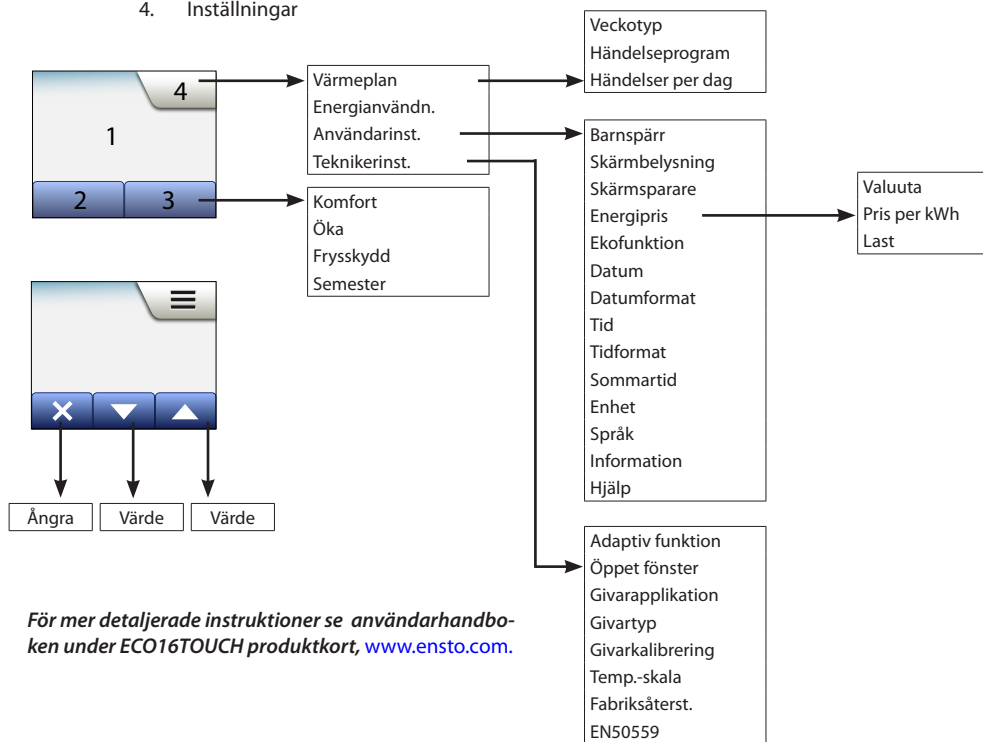 4. Inställningar
4
1
2
3
Värmeplan
Energianvändn.
Användarinst.
Teknikerinst.
Komfort
Öka
Frysskydd
Semester
Veckotyp
Händelseprogram
Händelser per dag
Barnspärr
Skärmbelysning
Skärmsparare
Energipris
Ekofunktion
Datum
Datumformat
Tid
Tidformat
Sommartid
Enhet
Språk
Information
Hjälp
Valuuta
Pris per kWh
Last
Adaptiv funktion
Öppet fönster
Givarapplikation
Givartyp
Givarkalibrering
Temp.-skala
Fabriksåterst.
EN50559
Ångra
Värde
Värde
För mer detaljerade instruktioner se användarhandbo-
ken under ECO16TOUCH produktkort, www.ensto.com.